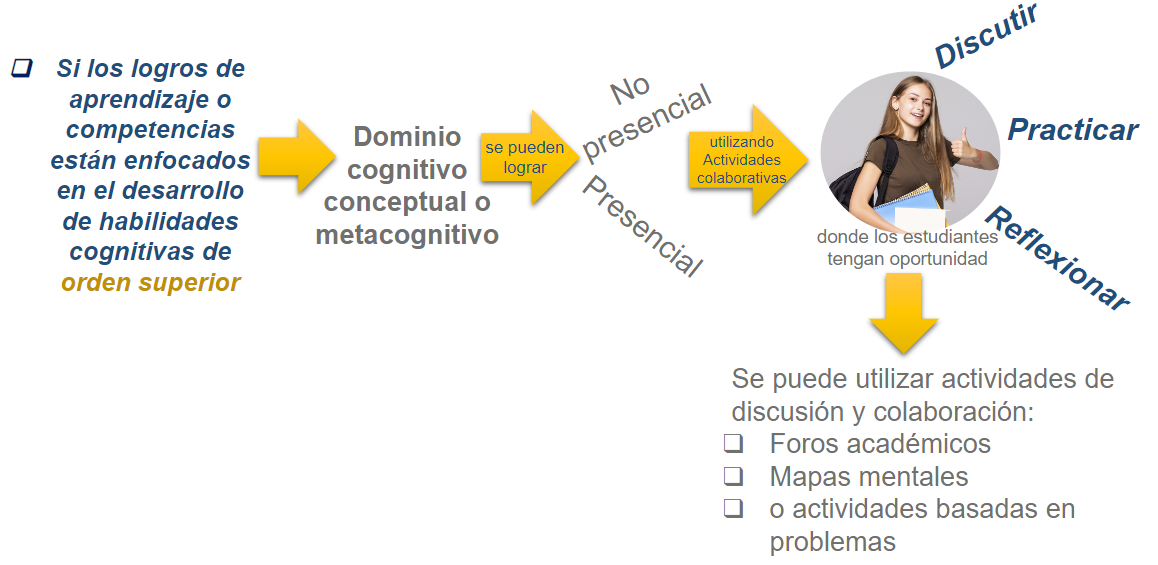 ❑ Si los logros de
aprendizaje o
competencias
están enfocados
en el desarrollo
de habilidades
cognitivas de
orden superior
Dominio
cognitivo
conceptual o
metacognitivo
se pueden
lograr
No
presencial
Presencial
utilizando
Actividades
colaborativas
donde los estudiantes
tengan oportunidad
Discutir
Practicar
Reflexionar
Se puede utilizar actividades de
discusión y colaboración:
❑ Foros académicos
❑ Mapas mentales
❑ o actividades basadas en
problemas